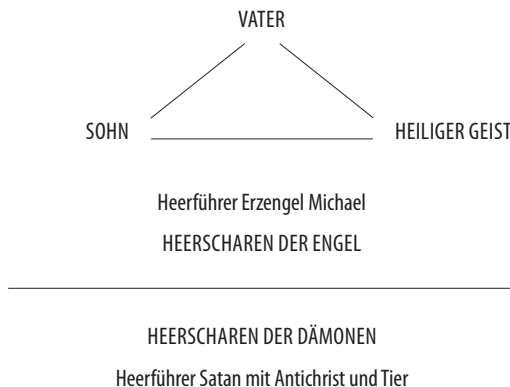 VATER
SOHN HEILIGER GEIST
Heerführer Erzengel Michael
HEERSCHAREN DER ENGEL
HEERSCHAREN DER DÄMONEN
Heerführer Satan mit Antichrist und Tier